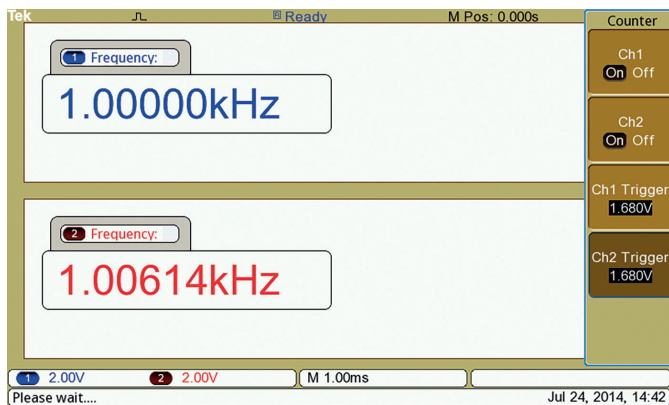 Tek Ready M Pos: 0.000s
Counter
1 Frequency:
1.00000kHz
2 Frequency:
1.00614kHz
Ch1
On Off
Ch2
On Off
Ch1 Trigger
1.680V
Ch2 Trigger
1.680V
1 2.00V 2 2.00V M 1.00ms
Please wait.... Jul 24, 2014, 14:42